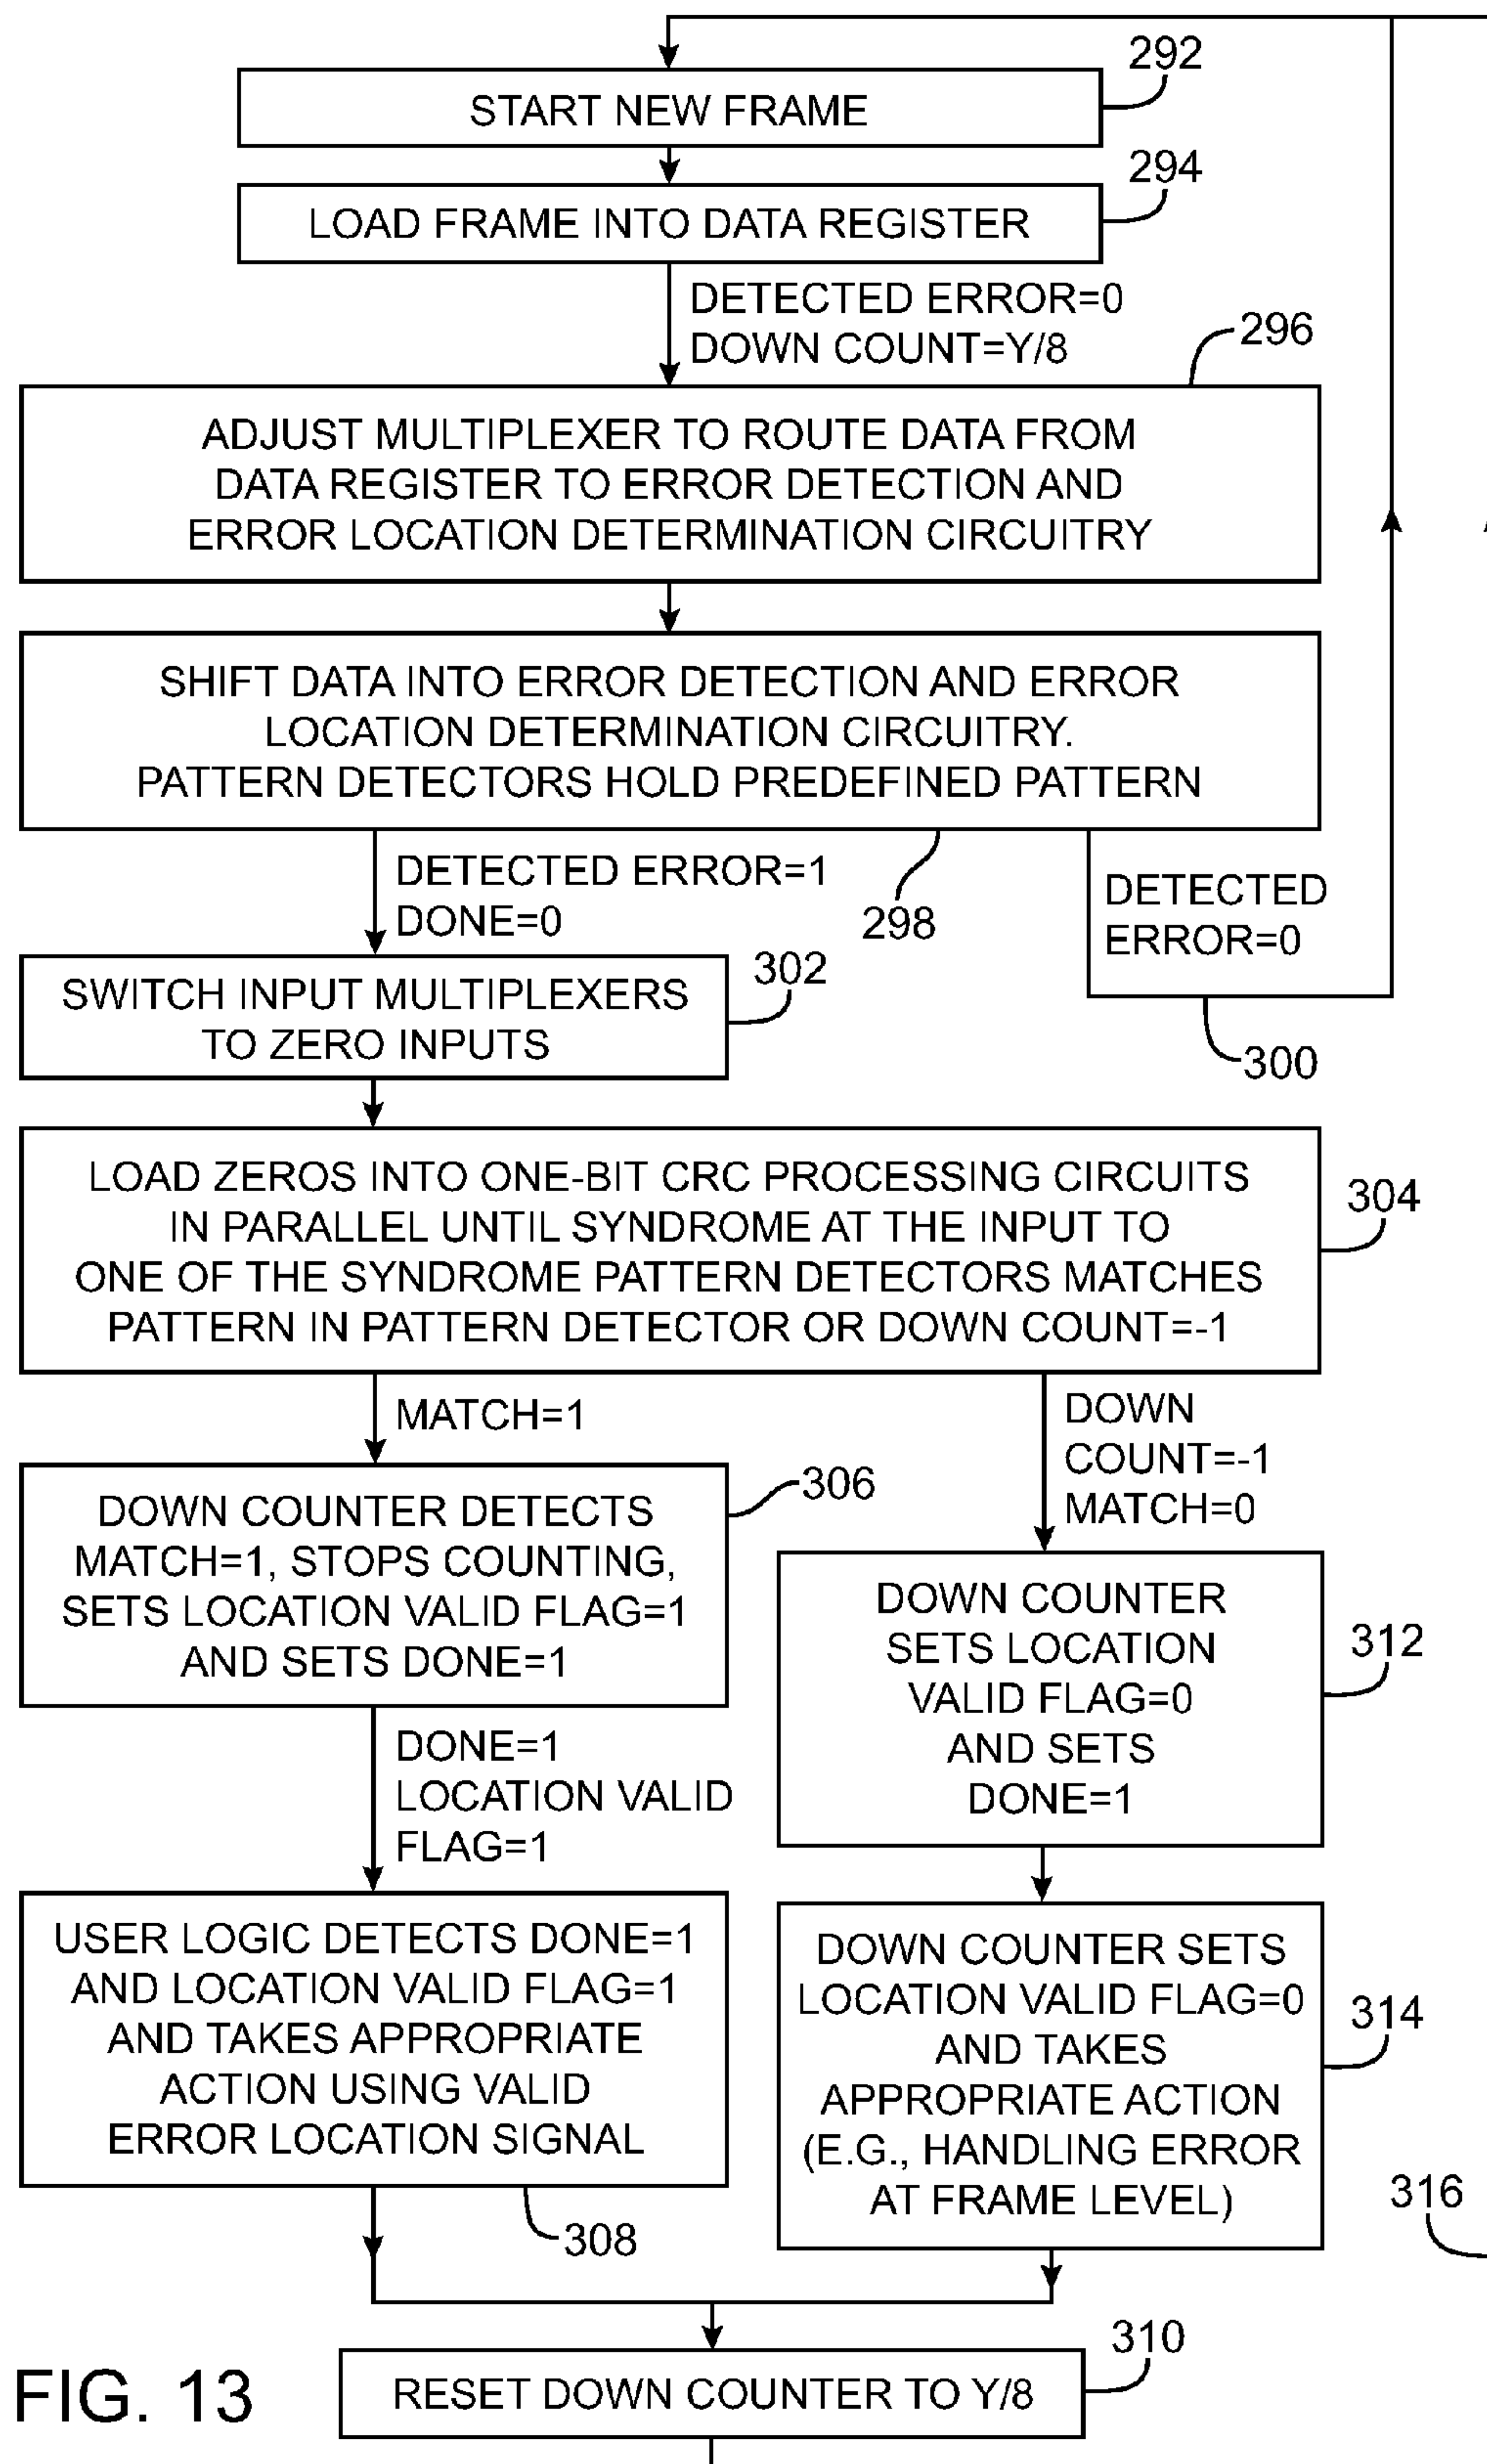 292
START NEW FRAME
294
LOAD FRAME INTO DATA REGISTER
DETECTED ERROR=0
DOWN COUNT=Y/8
296
ADJUST MULTIPLEXER TO ROUTE DATA FROM
DATA REGISTER TO ERROR DETECTION AND
ERROR LOCATION DETERMINATION CIRCUITRY
SHIFT DATA INTO ERROR DETECTION AND ERROR
LOCATION DETERMINATION CIRCUITRY.
PATTERN DETECTORS HOLD PREDEFINED PATTERN
DETECTED ERROR=1
DONE=0
298
DETECTED
ERROR=0
300
302
SWITCH INPUT MULTIPLEXERS
TO ZERO INPUTS
LOAD ZEROS INTO ONE-BIT CRC PROCESSING CIRCUITS
IN PARALLEL UNTIL SYNDROME AT THE INPUT TO
ONE OF THE SYNDROME PATTERN DETECTORS MATCHES
PATTERN IN PATTERN DETECTOR OR DOWN COUNT=-1
304
MATCH=1
DOWN
COUNT=-1
MATCH=0
306
DOWN COUNTER DETECTS
MATCH=1, STOPS COUNTING,
SETS LOCATION VALID FLAG=1
AND SETS DONE=1
DOWN COUNTER
SETS LOCATION
VALID FLAG=0
AND SETS
DONE=1
312
DONE=1
LOCATION VALID
FLAG=1
USER LOGIC DETECTS DONE=1
AND LOCATION VALID FLAG=1
AND TAKES APPROPRIATE
ACTION USING VALID
ERROR LOCATION SIGNAL
308
DOWN COUNTER SETS
LOCATION VALID FLAG=0
AND TAKES
APPROPRIATE ACTION
(E.G., HANDLING ERROR
AT FRAME LEVEL)
314
316
310
RESET DOWN COUNTER TO Y/8
FIG. 13